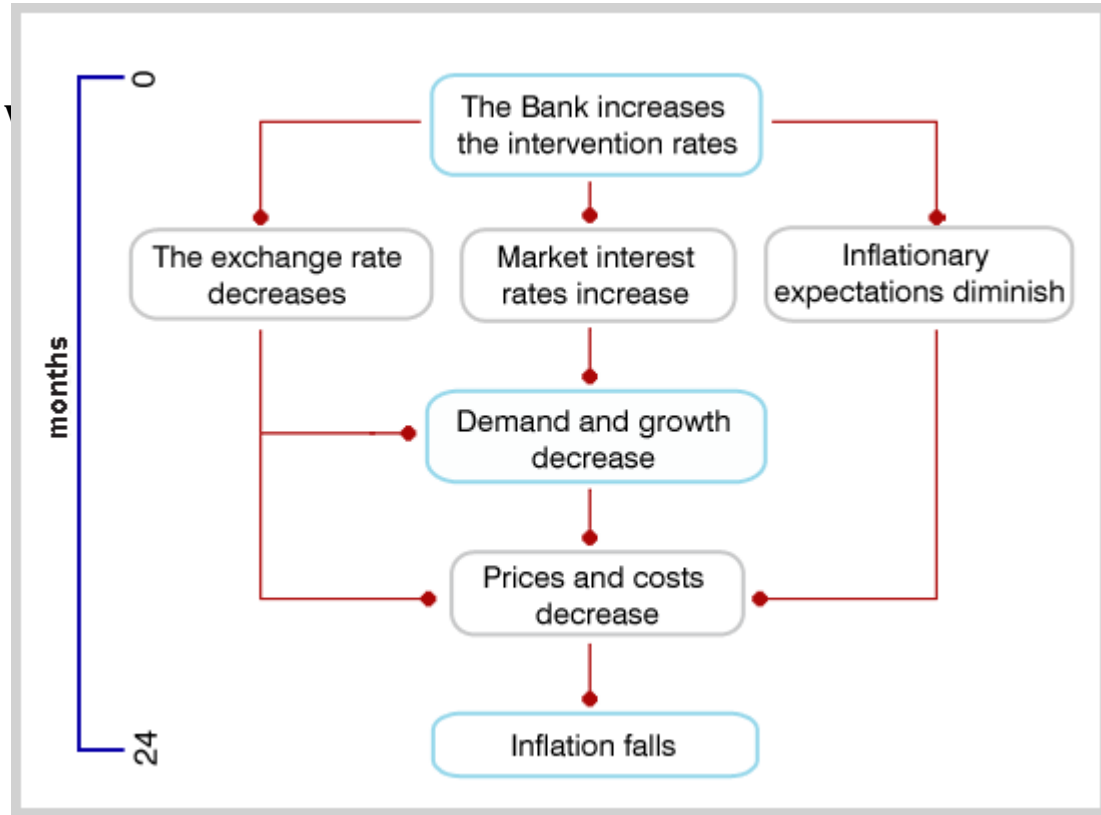 0
The Bank increases
the intervention rates
The exchange rate
decreases
Market interest
rates increase
Inflationary
expectations diminish
months
Demand and growth
decrease
Prices and costs
decrease
Inflation falls
24